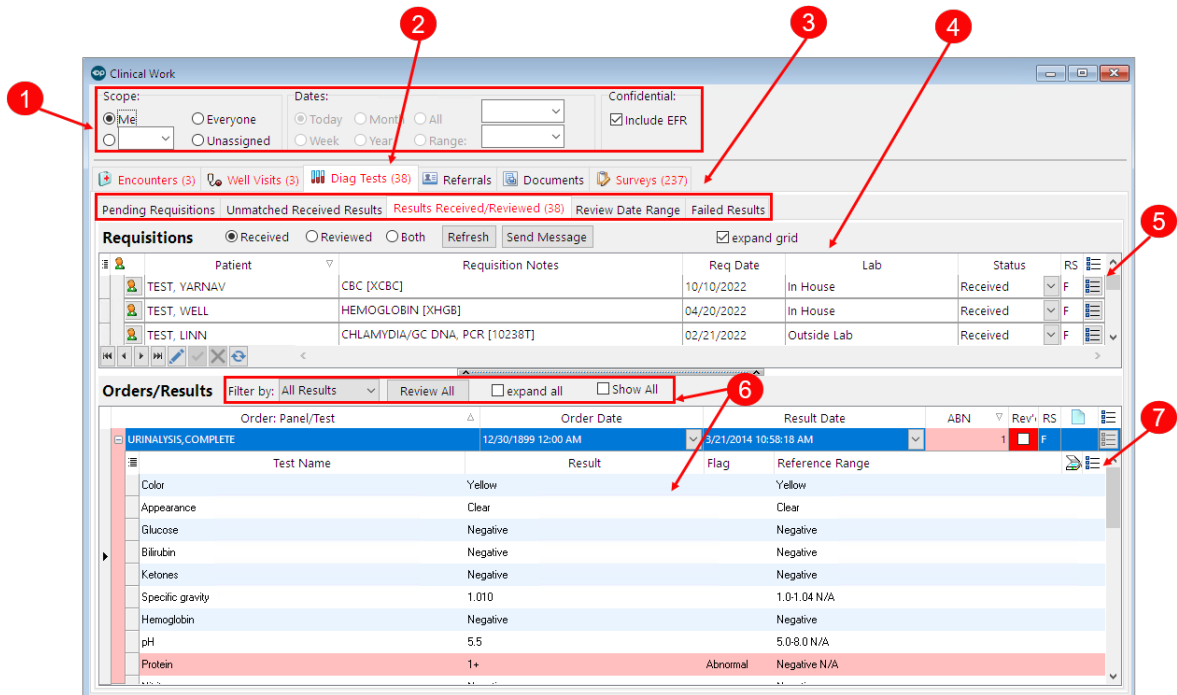 2
3
4
1
Clinical Work
Scope:
Dates:
Confidential:
Me
Everyone
Today
Month
All
Include EFR
Unassigned
Week
Year
Range:
Encounters (3)
Well Visits (3)
Diag Tests (38)
Referrals
Documents
Surveys (237)
Pending Requisitions
Unmatched Received Results
Results Received/Reviewed (38)
Review Date Range
Failed Results
Requisitions
Received
Reviewed
Both
Refresh
Send Message
expand grid
5
Patient
Requisition Notes
Req Date
Lab
Status
RS
TEST, YARNAV
CBC [XCBC]
10/10/2022
In House
Received
F
TEST, WELL
HEMOGLOBIN [XHGB]
04/20/2022
In House
Received
F
TEST, LINN
CHLAMYDIA/GC DNA, PCR [10238T]
02/21/2022
Outside Lab
Received
F
Orders/Results
Filter by:
All Results
Review All
expand all
Show All
6
7
Order: Panel/Test
Order Date
Result Date
ABN
Rev'
RS
URINALYSIS,COMPLETE
12/30/1899 12:00 AM
3/21/2014 10:58:18 AM
1
F
Test Name
Result
Flag
Reference Range
Color
Yellow
Yellow
Appearance
Clear
Clear
Glucose
Negative
Negative
Bilirubin
Negative
Negative
Ketones
Negative
Negative
Specific gravity
1.010
1.0-1.04 N/A
Hemoglobin
Negative
Negative
pH
5.5
5.0-8.0 N/A
Protein
1+
Abnormal
Negative N/A